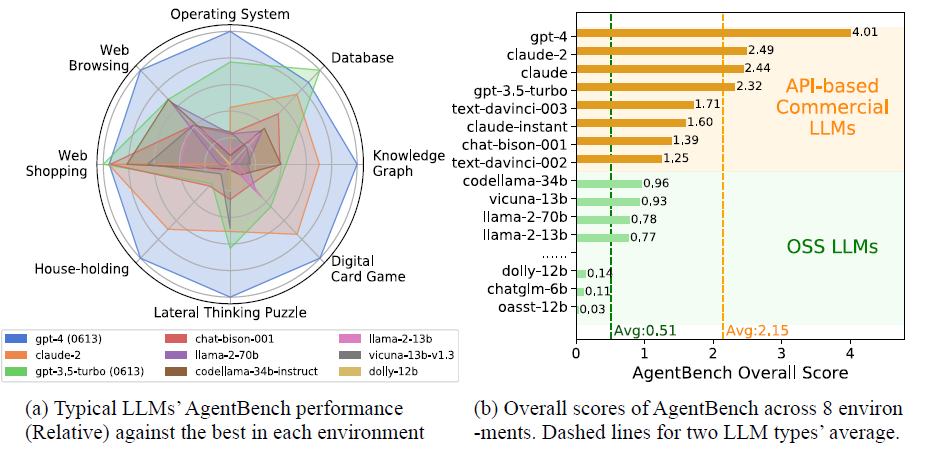 Operating System
Database
Knowledge
Graph
Digital
Card Game
Lateral Thinking Puzzle
House-holding
Web
Shopping
Web
Browsing
gpt-4 (0613)
claude-2
gpt-3.5-turbo (0613)
chat-bison-001
llama-2-70b
codellama-34b-instruct
llama-2-13b
vicuna-13b-v1.3
dolly-12b
(a) Typical LLMs' AgentBench performance
(Relative) against the best in each environment
gpt-4 4.01
claude-2 2.49
claude 2.44
gpt-3.5-turbo 2.32
text-davinci-003 1.71
claude-instant 1.60
chat-bison-001 1.39
text-davinci-002 1.25
codellama-34b 0.96
vicuna-13b 0.93
llama-2-70b 0.78
llama-2-13b 0.77
......
dolly-12b 0.14
chatglm-6b 0.11
oasst-12b 0.03
API-based
Commercial
LLMs
OSS LLMs
Avg:0.51 Avg:2.15
0 1 2 3 4
AgentBench Overall Score
(b) Overall scores of AgentBench across 8 environ
-ments. Dashed lines for two LLM types' average.